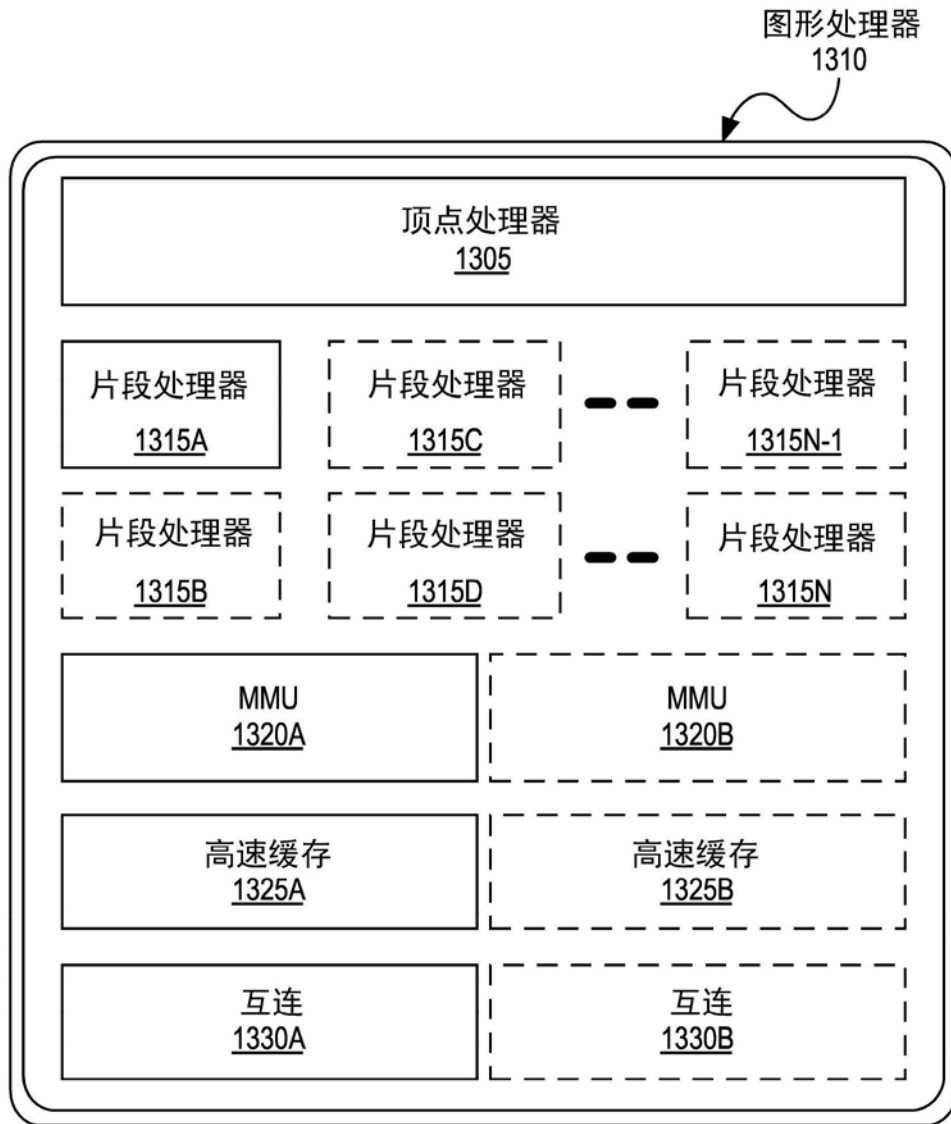 图形处理器
1310
顶点处理器
1305
片段处理器
1315A
片段处理器
1315C
片段处理器
1315N-1
片段处理器
1315B
片段处理器
1315D
片段处理器
1315N
MMU
1320A
MMU
1320B
高速缓存
1325A
高速缓存
1325B
互连
1330A
互连
1330B